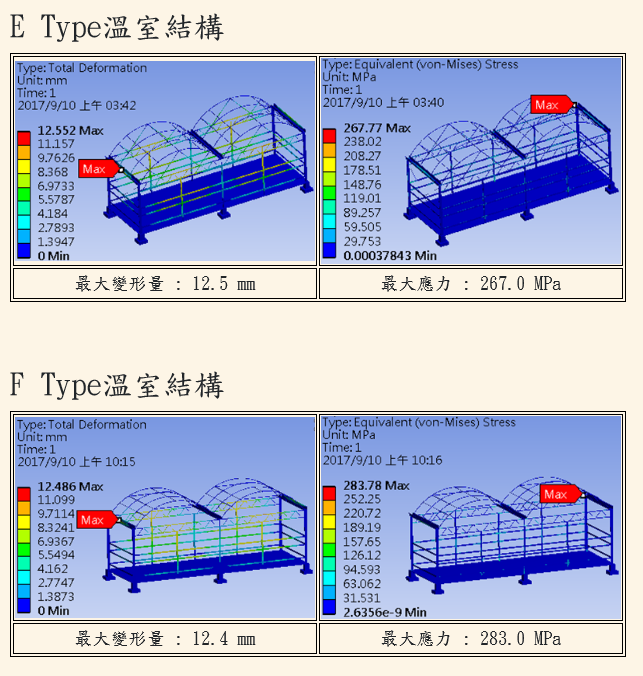 E Type溫室結構
Type: Total Deformation
Unit: mm
Time: 1
2017/9/10 上午 03:42
12.552 Max
11.157
9.7626
8.368
6.9733
5.5787
4.184
2.7893
1.3947
0 Min
Max
Type: Equivalent (von-Mises) Stress
Unit: MPa
Time: 1
2017/9/10 上午 03:40
267.77 Max
238.02
208.27
178.51
148.76
119.01
89.257
59.505
29.753
0.00037843 Min
Max
最大變形量 : 12.5 mm
最大應力 : 267.0 MPa
F Type溫室結構
Type: Total Deformation
Unit: mm
Time: 1
2017/9/10 上午 10:15
12.486 Max
11.099
9.7114
8.3241
6.9367
5.5494
4.162
2.7747
1.3873
0 Min
Max
Type: Equivalent (von-Mises) Stress
Unit: MPa
Time: 1
2017/9/10 上午 10:16
283.78 Max
252.25
220.72
189.19
157.65
126.12
94.593
63.062
31.531
2.6356e-9 Min
Max
最大變形量 : 12.4 mm
最大應力 : 283.0 MPa